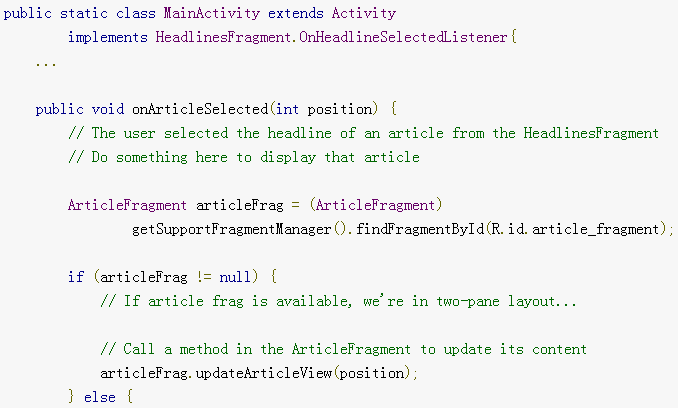 public static class MainActivity extends Activity
        implements HeadlinesFragment.OnHeadlineSelectedListener{
    ...

    public void onArticleSelected(int position) {
        // The user selected the headline of an article from the HeadlinesFragment
        // Do something here to display that article

        ArticleFragment articleFrag = (ArticleFragment)
                getSupportFragmentManager().findFragmentById(R.id.article_fragment);

        if (articleFrag != null) {
            // If article frag is available, we're in two-pane layout...

            // Call a method in the ArticleFragment to update its content
            articleFrag.updateArticleView(position);
        } else {